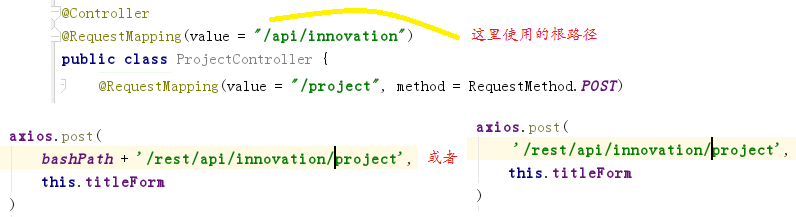 @Controller
@RequestMapping(value = "/api/innovation") 这里使用的根路径
public class ProjectController {
@RequestMapping(value = "/project", method = RequestMethod.POST)
axios.post(
bashPath + '/rest/api/innovation/project',
this.titleForm
)
或者
axios.post(
'/rest/api/innovation/project',
this.titleForm
)